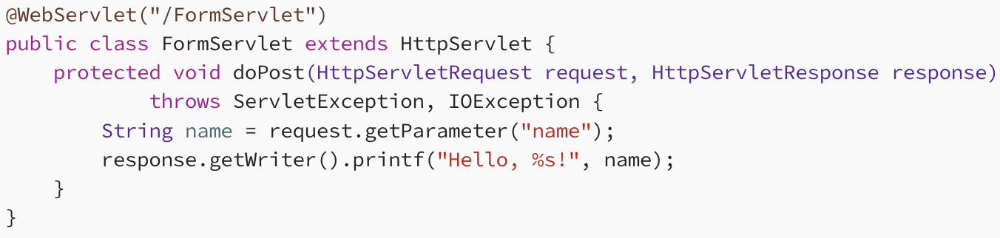 @WebServlet("/FormServlet")
public class FormServlet extends HttpServlet {
    protected void doPost(HttpServletRequest request, HttpServletResponse response)
            throws ServletException, IOException {
        String name = request.getParameter("name");
        response.getWriter().printf("Hello, %s!", name);
    }
}